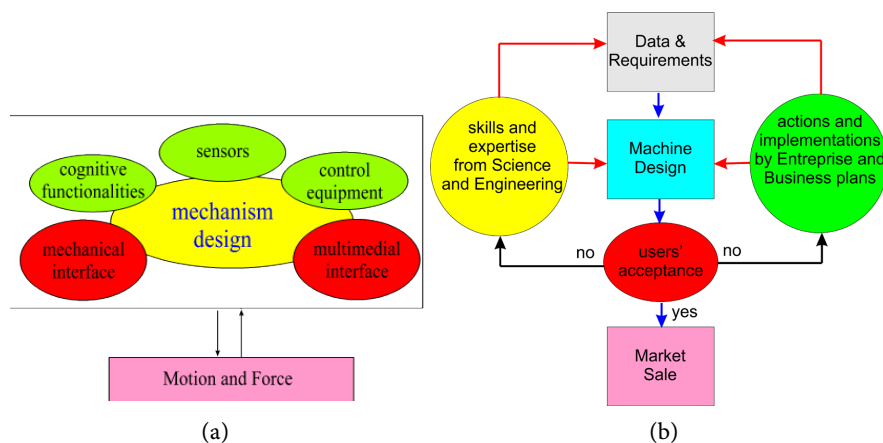 sensors
cognitive
functionalities
control
equipment
mechanism
design
mechanical
interface
multimedial
interface
Motion and Force
(a)
Data &
Requirements
skills and
expertise
from Science
and Engineering
Machine
Design
actions and
implementations
by Entreprise and
Business plans
no
users'
acceptance
no
yes
Market
Sale
(b)